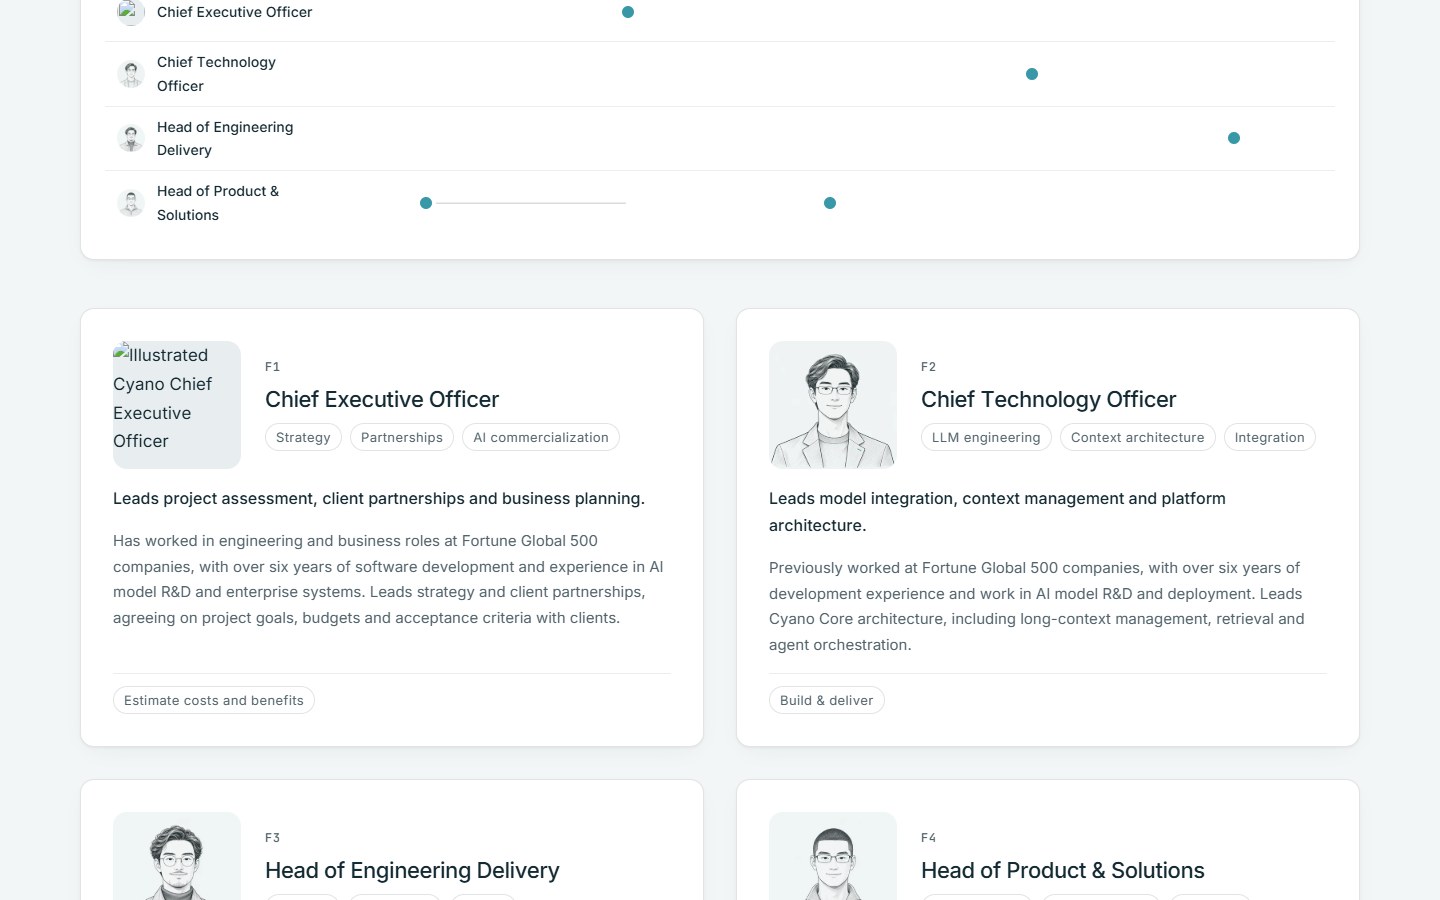 Chief Executive Officer
Chief Technology
Officer
Head of Engineering
Delivery
Head of Product &
Solutions
Illustrated
Cyano Chief
Executive
Officer
F1
Chief Executive Officer
Strategy
Partnerships
AI commercialization
Leads project assessment, client partnerships and business planning.
Has worked in engineering and business roles at Fortune Global 500
companies, with over six years of software development and experience in AI
model R&D and enterprise systems. Leads strategy and client partnerships,
agreeing on project goals, budgets and acceptance criteria with clients.
Estimate costs and benefits
F2
Chief Technology Officer
LLM engineering
Context architecture
Integration
Leads model integration, context management and platform
architecture.
Previously worked at Fortune Global 500 companies, with over six years of
development experience and work in AI model R&D and deployment. Leads
Cyano Core architecture, including long-context management, retrieval and
agent orchestration.
Build & deliver
F3
Head of Engineering Delivery
F4
Head of Product & Solutions